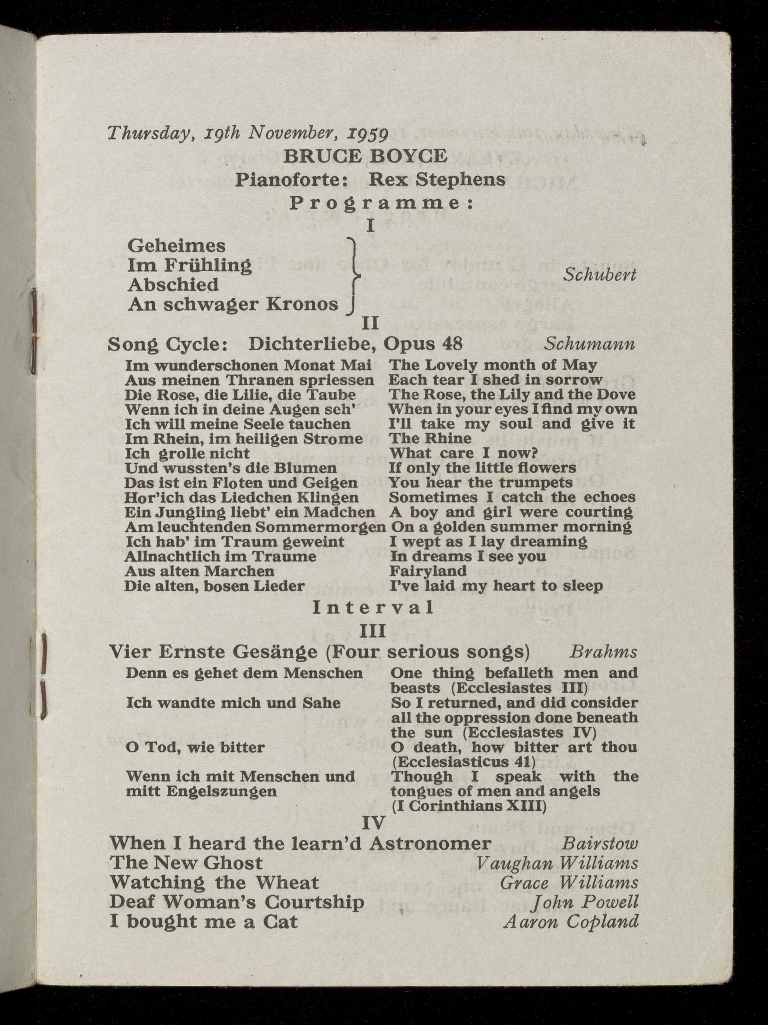 Thursday, 19th November, 1959
BRUCE BOYCE
Pianoforte: Rex Stephens
Programme:
I
Geheimes
Im Frühling
Abschied
An schwager Kronos
Schubert
II
Song Cycle: Dichterliebe, Opus 48 Schumann
Im wunderschonen Monat Mai The Lovely month of May
Aus meinen Thranen spriessen Each tear I shed in sorrow
Die Rose, die Lilie, die Taube The Rose, the Lily and the Dove
Wenn ich in deine Augen seh' When in your eyes I find my own
Ich will meine Seele tauchen I'll take my soul and give it
Im Rhein, im heiligen Strome The Rhine
Ich grolle nicht What care I now?
Und wussten's die Blumen If only the little flowers
Das ist ein Floten und Geigen You hear the trumpets
Hor'ich das Liedchen Klingen Sometimes I catch the echoes
Ein Jungling liebt' ein Madchen A boy and girl were courting
Am leuchtenden Sommermorgen On a golden summer morning
Ich hab' im Traum geweint I wept as I lay dreaming
Allnachtlich im Traume In dreams I see you
Aus alten Marchen Fairyland
Die alten, bosen Lieder I've laid my heart to sleep
Interval
III
Vier Ernste Gesänge (Four serious songs) Brahms
Denn es gehet dem Menschen One thing befalleth men and
beasts (Ecclesiastes III)
Ich wandte mich und Sahe So I returned, and did consider
all the oppression done beneath
the sun (Ecclesiastes IV)
O Tod, wie bitter O death, how bitter art thou
(Ecclesiasticus 41)
Wenn ich mit Menschen und Though I speak with the
mitt Engelszungen tongues of men and angels
(I Corinthians XIII)
IV
When I heard the learn'd Astronomer Bairstow
The New Ghost Vaughan Williams
Watching the Wheat Grace Williams
Deaf Woman's Courtship John Powell
I bought me a Cat Aaron Copland